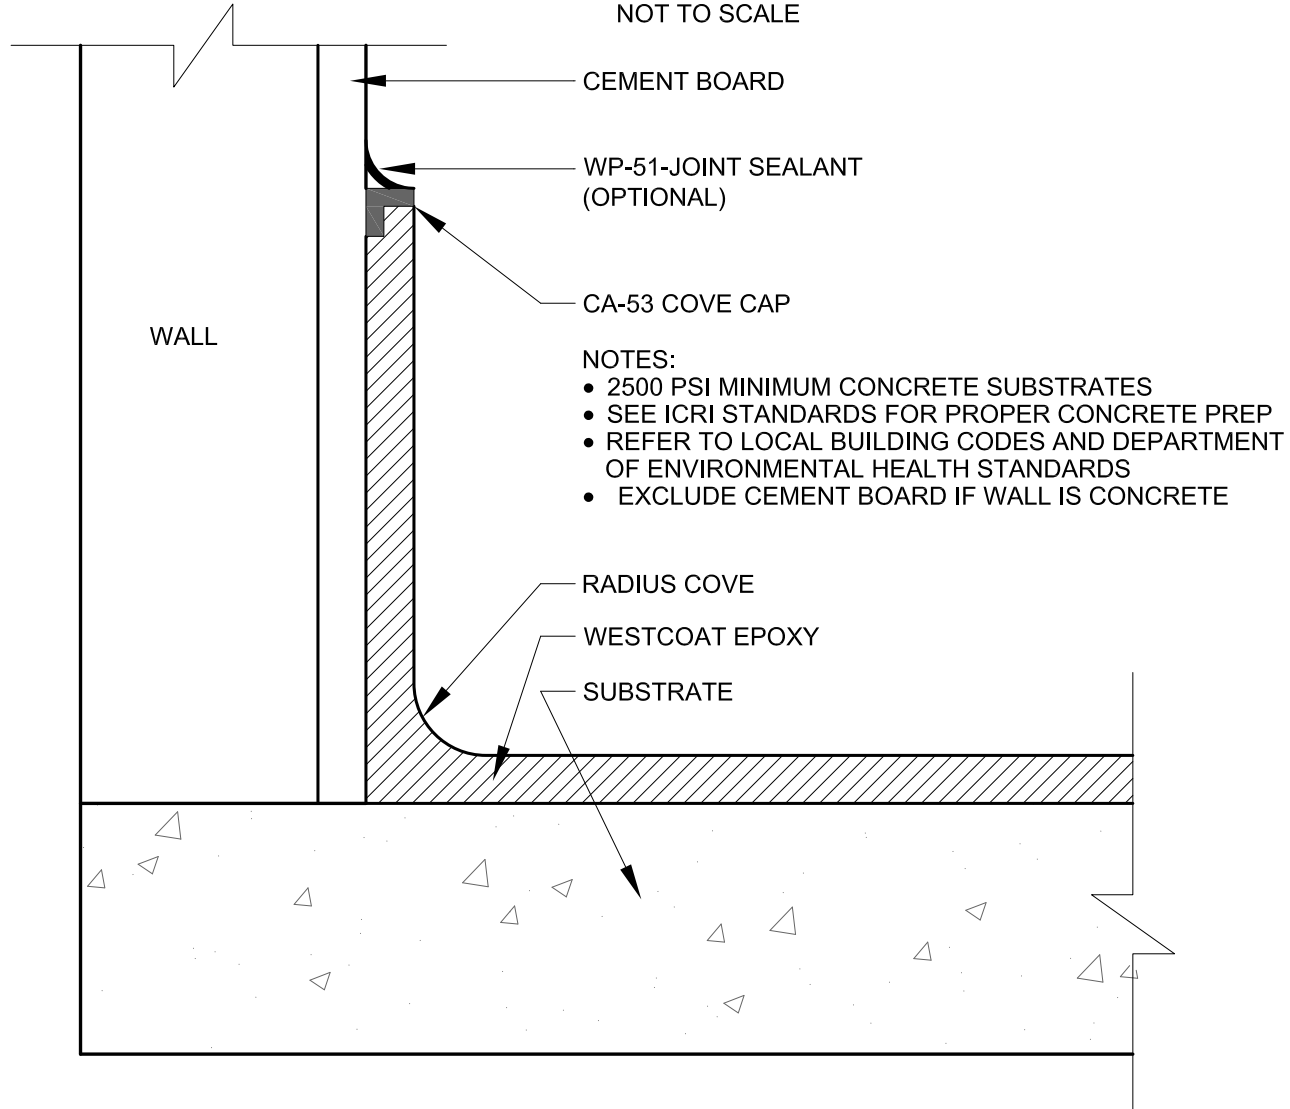 NOT TO SCALE
CEMENT BOARD
WP-51-JOINT SEALANT
(OPTIONAL)
CA-53 COVE CAP
WALL
NOTES:
• 2500 PSI MINIMUM CONCRETE SUBSTRATES
• SEE ICRI STANDARDS FOR PROPER CONCRETE PREP
• REFER TO LOCAL BUILDING CODES AND DEPARTMENT
OF ENVIRONMENTAL HEALTH STANDARDS
• EXCLUDE CEMENT BOARD IF WALL IS CONCRETE
RADIUS COVE
WESTCOAT EPOXY
SUBSTRATE